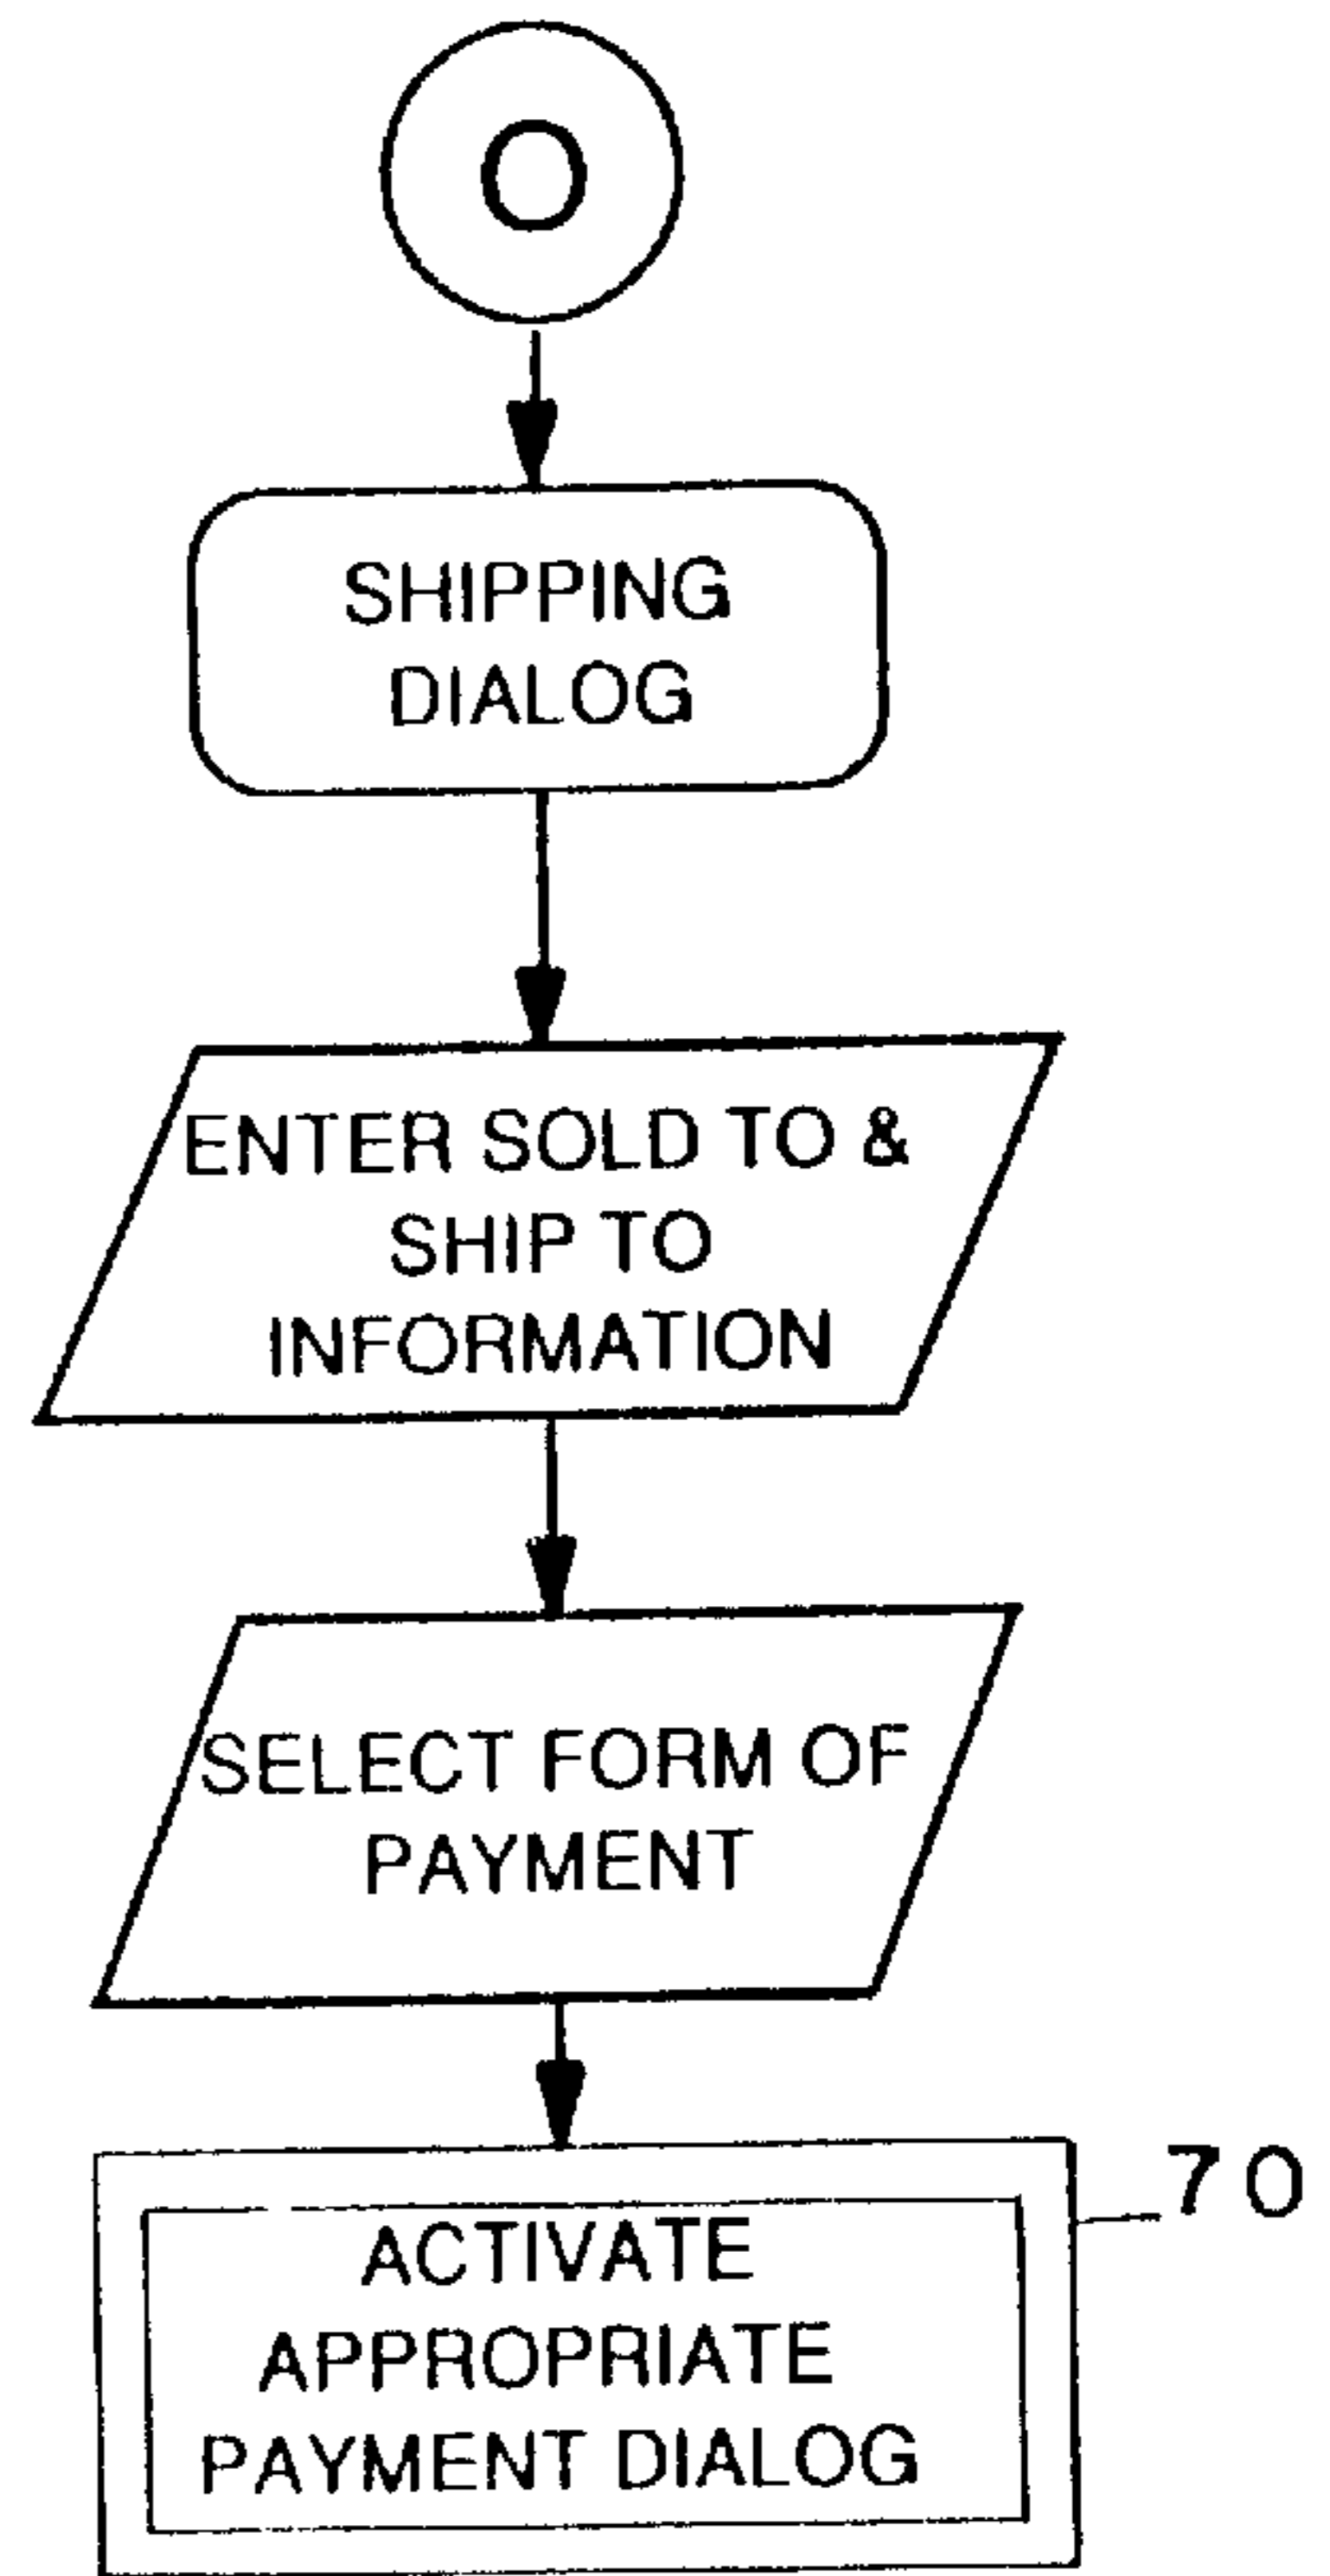 O
SHIPPING
DIALOG
ENTER SOLD TO &
SHIP TO
INFORMATION
SELECT FORM OF
PAYMENT
70
ACTIVATE
APPROPRIATE
PAYMENT DIALOG